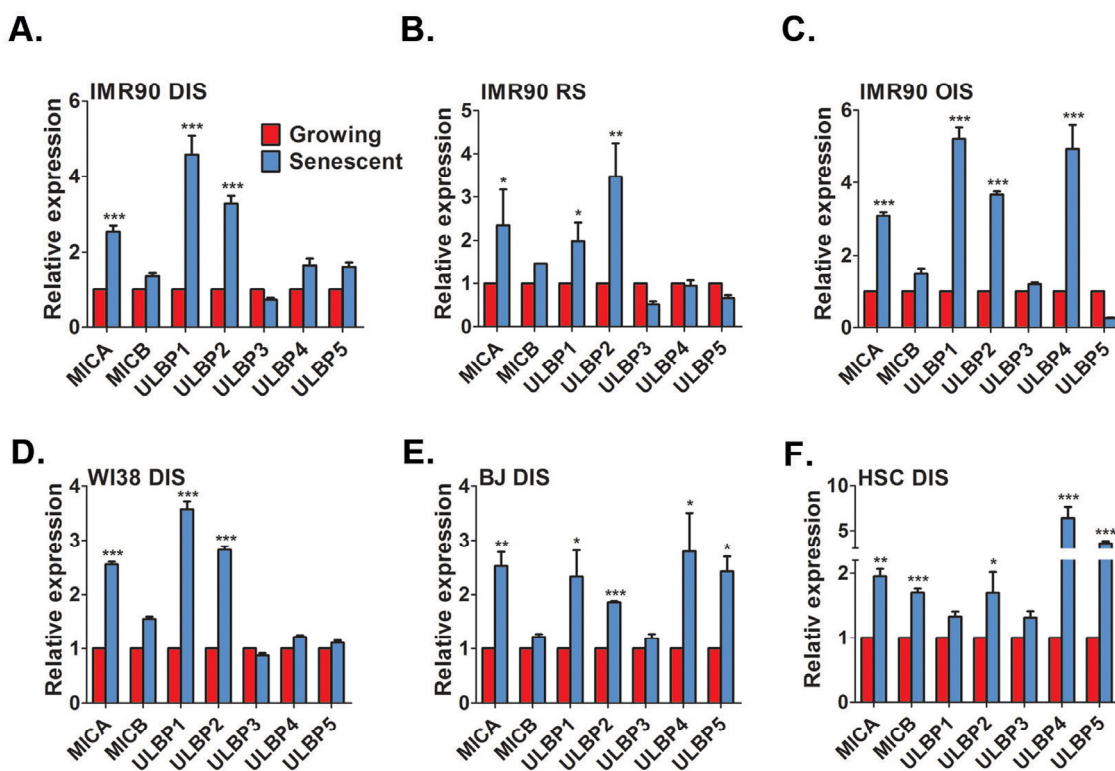 A.
IMR90 DIS
Relative expression
6
4
2
0
***
***
***
Growing
Senescent
MICA
MICB
ULBP1
ULBP2
ULBP3
ULBP4
ULBP5
B.
IMR90 RS
Relative expression
5
4
3
2
1
0
*
*
**
MICA
MICB
ULBP1
ULBP2
ULBP3
ULBP4
ULBP5
C.
IMR90 OIS
Relative expression
6
4
2
0
***
***
***
***
MICA
MICB
ULBP1
ULBP2
ULBP3
ULBP4
ULBP5
D.
WI38 DIS
Relative expression
4
3
2
1
0
***
***
***
MICA
MICB
ULBP1
ULBP2
ULBP3
ULBP4
ULBP5
E.
BJ DIS
Relative expression
4
3
2
1
0
**
*
***
*
*
MICA
MICB
ULBP1
ULBP2
ULBP3
ULBP4
ULBP5
F.
HSC DIS
Relativ expression
10
5
2
1
0
**
***
*
***
***
MICA
MICB
ULBP1
ULBP2
ULBP3
ULBP4
ULBP5